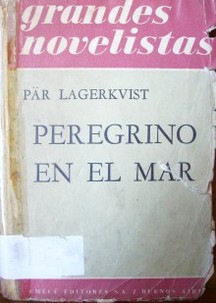 grandes
novelistas
PÄR LAGERKVIST
PEREGRINO
EN EL MAR
EMECÉ EDITORES S.A. / BUENOS AIRES